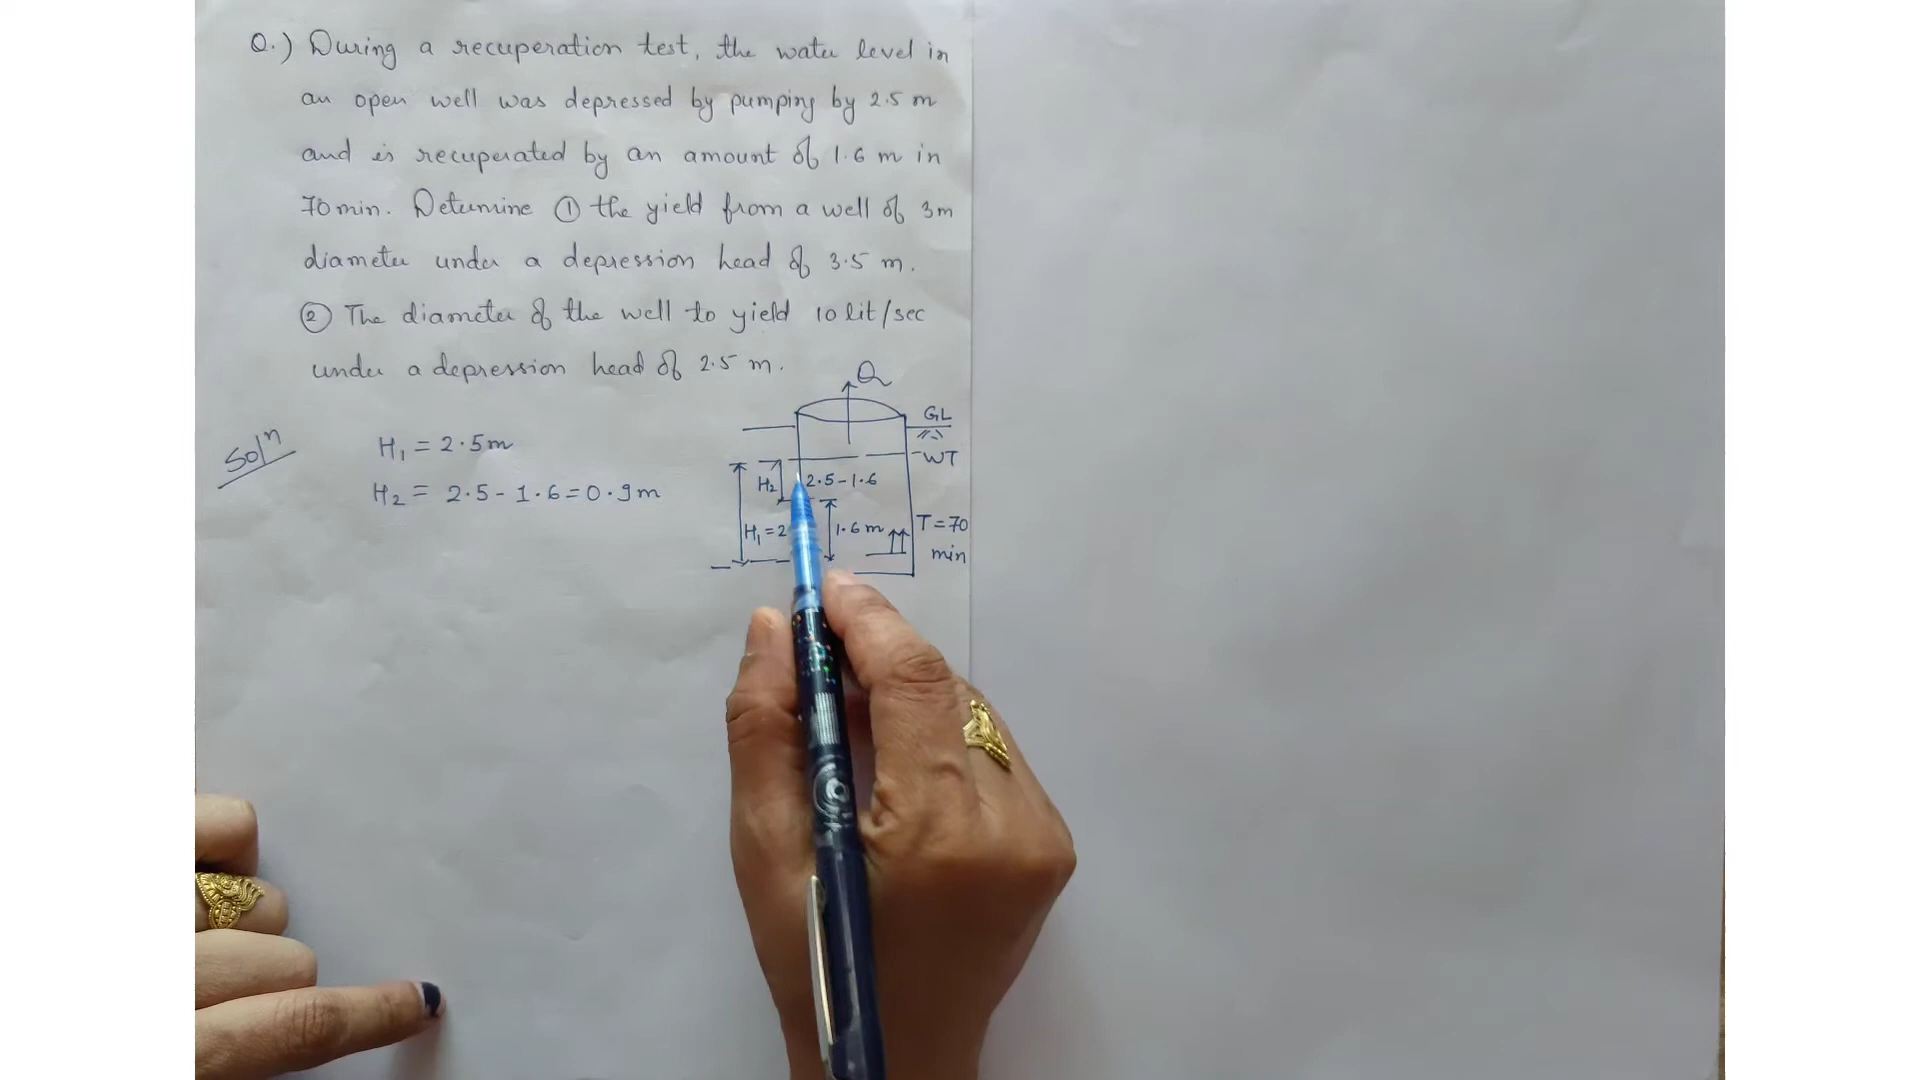 Q.) During a recuperation test, the water level in
an open well was depressed by pumping by 2.5 m
and is recuperated by an amount of 1.6 m in
70 min. Determine ① the yield from a well of 3m
diameter under a depression head of 3.5 m.
② The diameter of the well to yield 10 lit/sec
under a depression head of 2.5 m.
Q
GL
WT
Solⁿ
H₁ = 2.5m
H₂ = 2.5 - 1.6 = 0.9m
H₂
2.5-1.6
H₁ = 2
1.6 m
T = 70
min